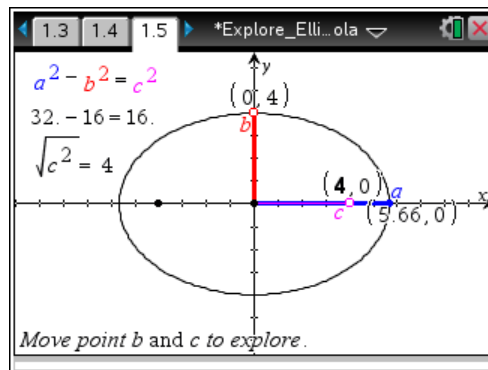 1.3 1.4 1.5 *Explore_Elli…ola
y
a² − b² = c²
(0,4)
32.−16=16.
b
√c² = 4
(4,0) a
x
c (5.66,0)
Move point b and c to explore.